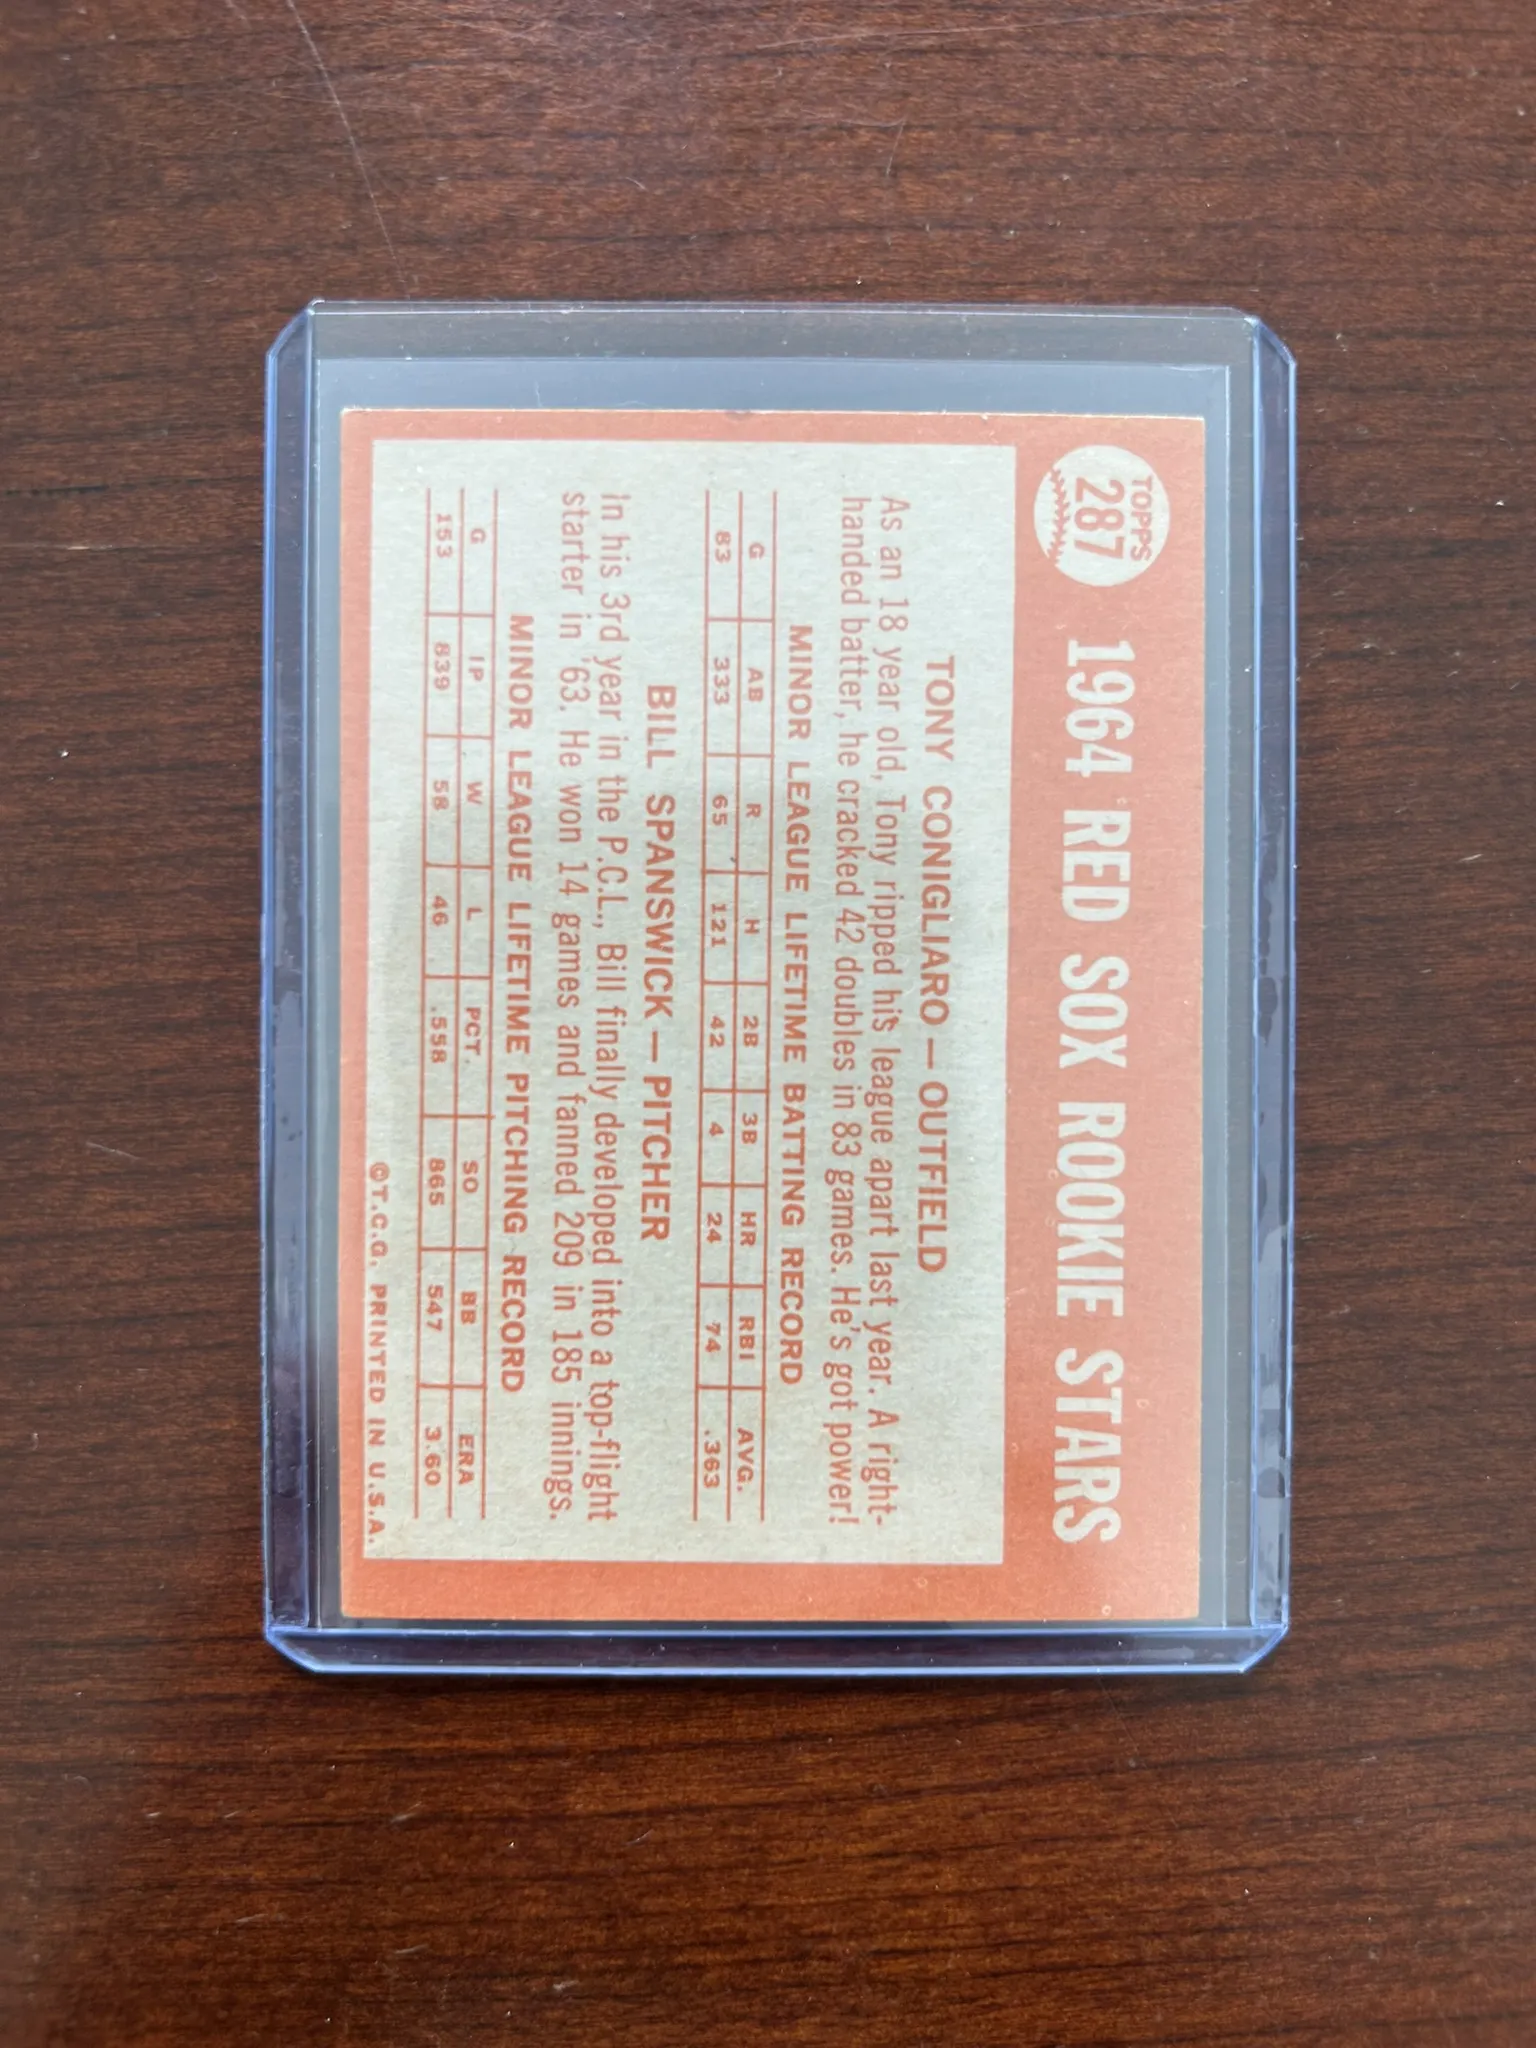 TOPPS
287
1964 RED SOX ROOKIE STARS
TONY CONIGLIARO — OUTFIELD
As an 18 year old, Tony ripped his league apart last year. A right-
handed batter, he cracked 42 doubles in 83 games. He's got power!
MINOR LEAGUE LIFETIME BATTING RECORD
G AB R H 2B 3B HR RBI AVG.
83 333 65 121 42 4 24 74 .363
BILL SPANSWICK — PITCHER
In his 3rd year in the P.C.L., Bill finally developed into a top-flight
starter in '63. He won 14 games and fanned 209 in 185 innings.
MINOR LEAGUE LIFETIME PITCHING RECORD
G IP W L PCT. SO BB ERA
153 839 58 46 .558 865 547 3.60
©T.C.G. PRINTED IN U.S.A.